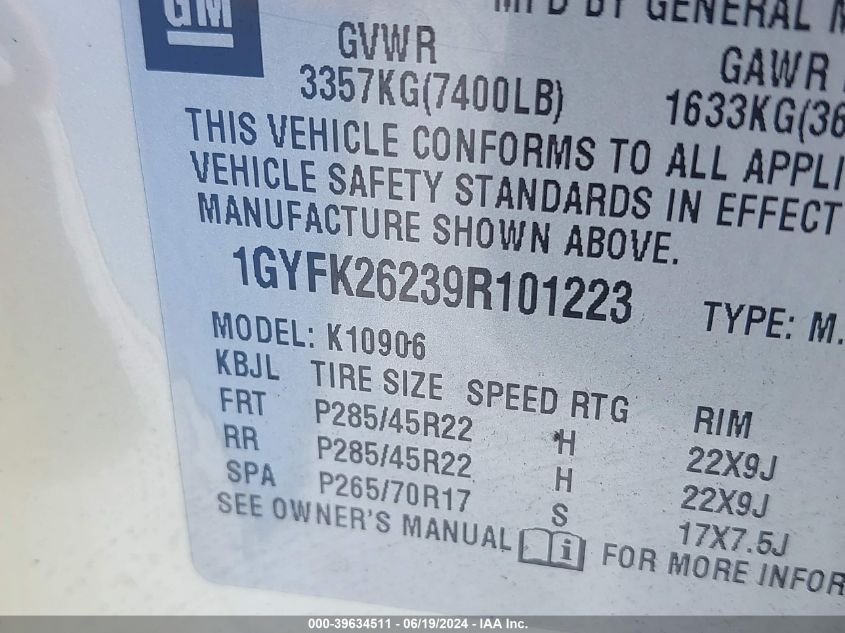 GM
MFD BY GENERAL
GVWR
GAWR
3357KG(7400LB)
1633KG(36
THIS VEHICLE CONFORMS TO ALL APPLI
VEHICLE SAFETY STANDARDS IN EFFECT
MANUFACTURE SHOWN ABOVE.
1GYFK26239R101223
TYPE: M.
MODEL: K10906
KBJL TIRE SIZE SPEED RTG RIM
FRT P285/45R22 H 22X9J
RR P285/45R22 H 22X9J
SPA P265/70R17 S 17X7.5J
SEE OWNER'S MANUAL i FOR MORE INFOR
000-39634511 - 06/19/2024 - IAA Inc.